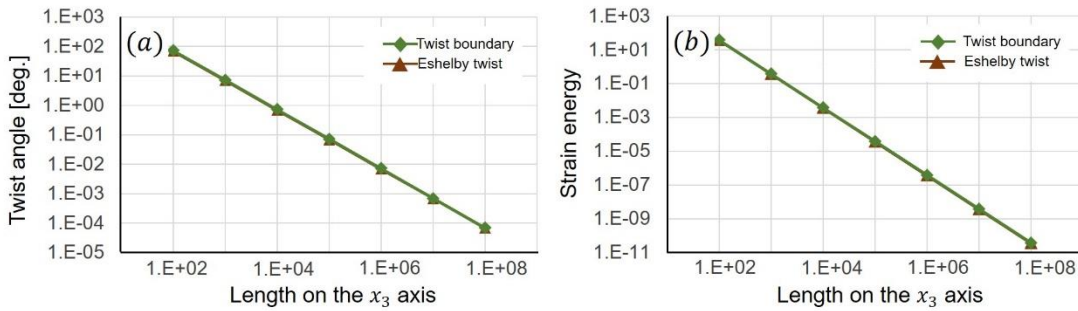 (a)
Twist angle [deg.]
1.E+03
1.E+02
1.E+01
1.E+00
1.E-01
1.E-02
1.E-03
1.E-04
1.E-05
Twist boundary
Eshelby twist
1.E+02 1.E+04 1.E+06 1.E+08
Length on the x₃ axis
(b)
Strain energy
1.E+03
1.E+01
1.E-01
1.E-03
1.E-05
1.E-07
1.E-09
1.E-11
Twist boundary
Eshelby twist
1.E+02 1.E+04 1.E+06 1.E+08
Length on the x₃ axis